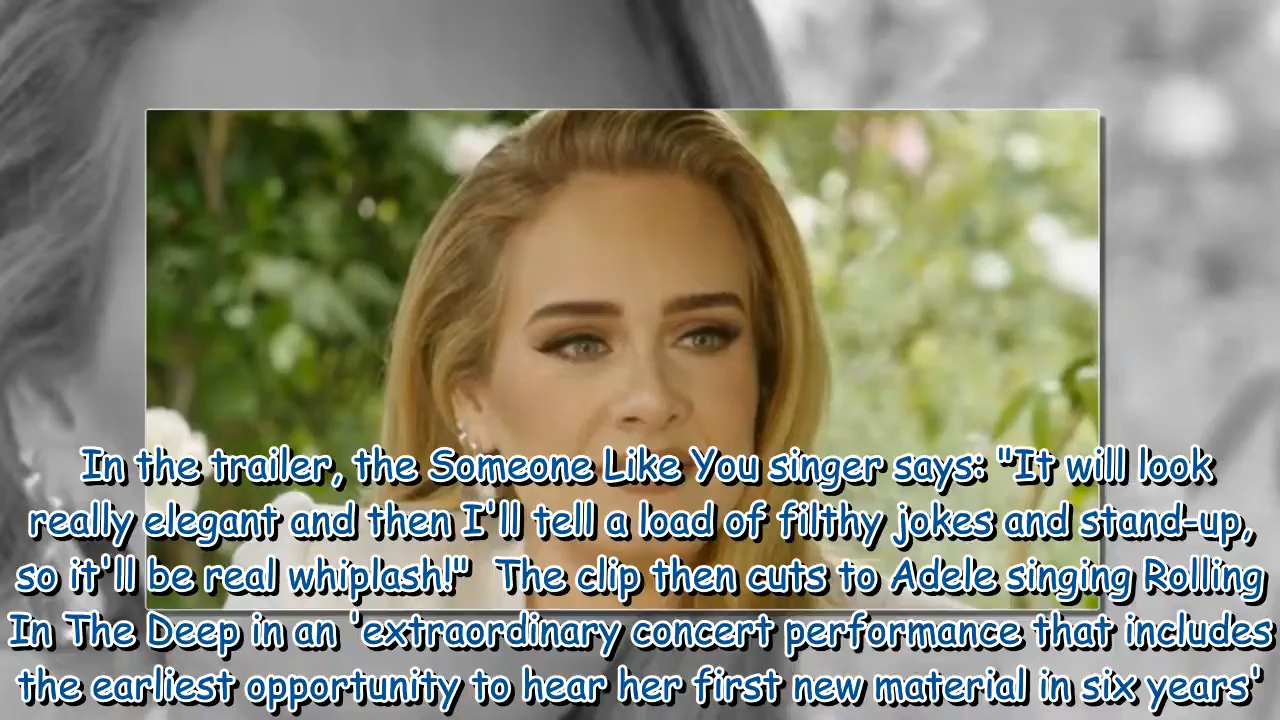 In the trailer, the Someone Like You singer says: "It will look
really elegant and then I'll tell a load of filthy jokes and stand-up,
so it'll be real whiplash!"  The clip then cuts to Adele singing Rolling
In The Deep in an 'extraordinary concert performance that includes
the earliest opportunity to hear her first new material in six years'